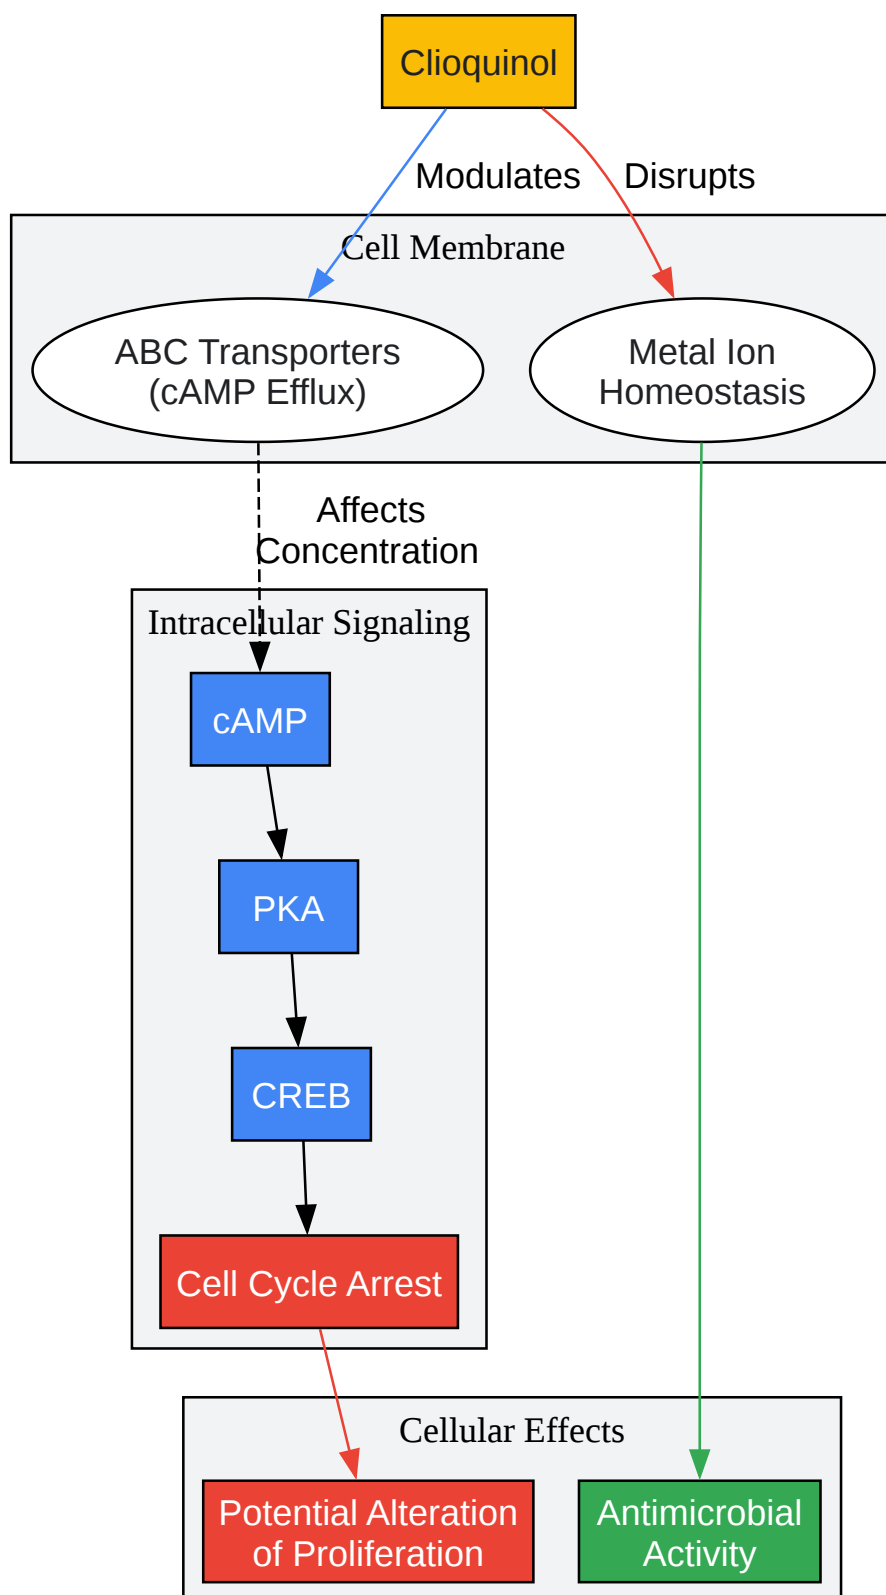 Clioquinol
Modulates
Disrupts
Cell Membrane
ABC Transporters
(cAMP Efflux)
Metal Ion
Homeostasis
Affects
Concentration
Intracellular Signaling
cAMP
PKA
CREB
Cell Cycle Arrest
Cellular Effects
Potential Alteration
of Proliferation
Antimicrobial
Activity